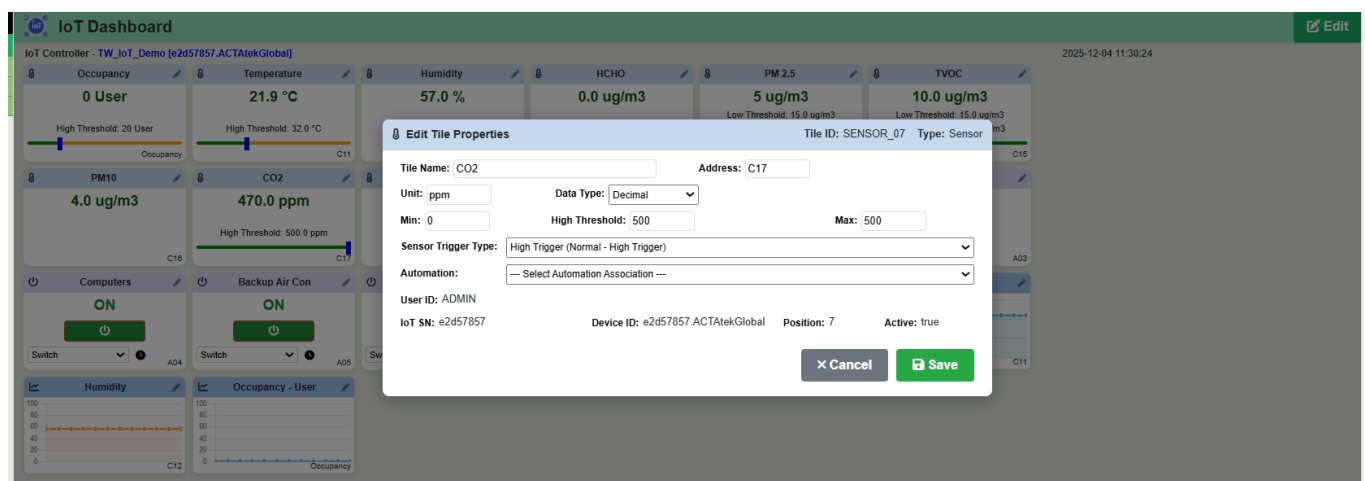 IoT IoT Dashboard Edit
IoT Controller - TW_IoT_Demo [e2d57857.ACTAtekGlobal] 2025-12-04 11:30:24
Occupancy Temperature Humidity HCHO PM 2.5 TVOC
0 User 21.9 °C 57.0 % 0.0 ug/m3 5 ug/m3 10.0 ug/m3
Low Threshold: 15.0 ug/m3 Low Threshold: 15.0 ug/m3
High Threshold: 20 User High Threshold: 32.0 °C m3
Occupancy C11 C15
Edit Tile Properties Tile ID: SENSOR_07 Type: Sensor
Tile Name: CO2 Address: C17
Unit: ppm Data Type: Decimal
Min: 0 High Threshold: 500 Max: 500
Sensor Trigger Type: High Trigger (Normal - High Trigger)
Automation: --- Select Automation Association ---
User ID: ADMIN
IoT SN: e2d57857 Device ID: e2d57857.ACTAtekGlobal Position: 7 Active: true
Cancel Save
PM10 CO2
4.0 ug/m3 470.0 ppm
High Threshold: 500.0 ppm
C16 C17 A03
Computers Backup Air Con
ON ON
Switch A04 Switch A05 Sw C11
Humidity Occupancy - User
100 100
80 80
60 60
40 40
20 20
0 0
C12 Occupancy